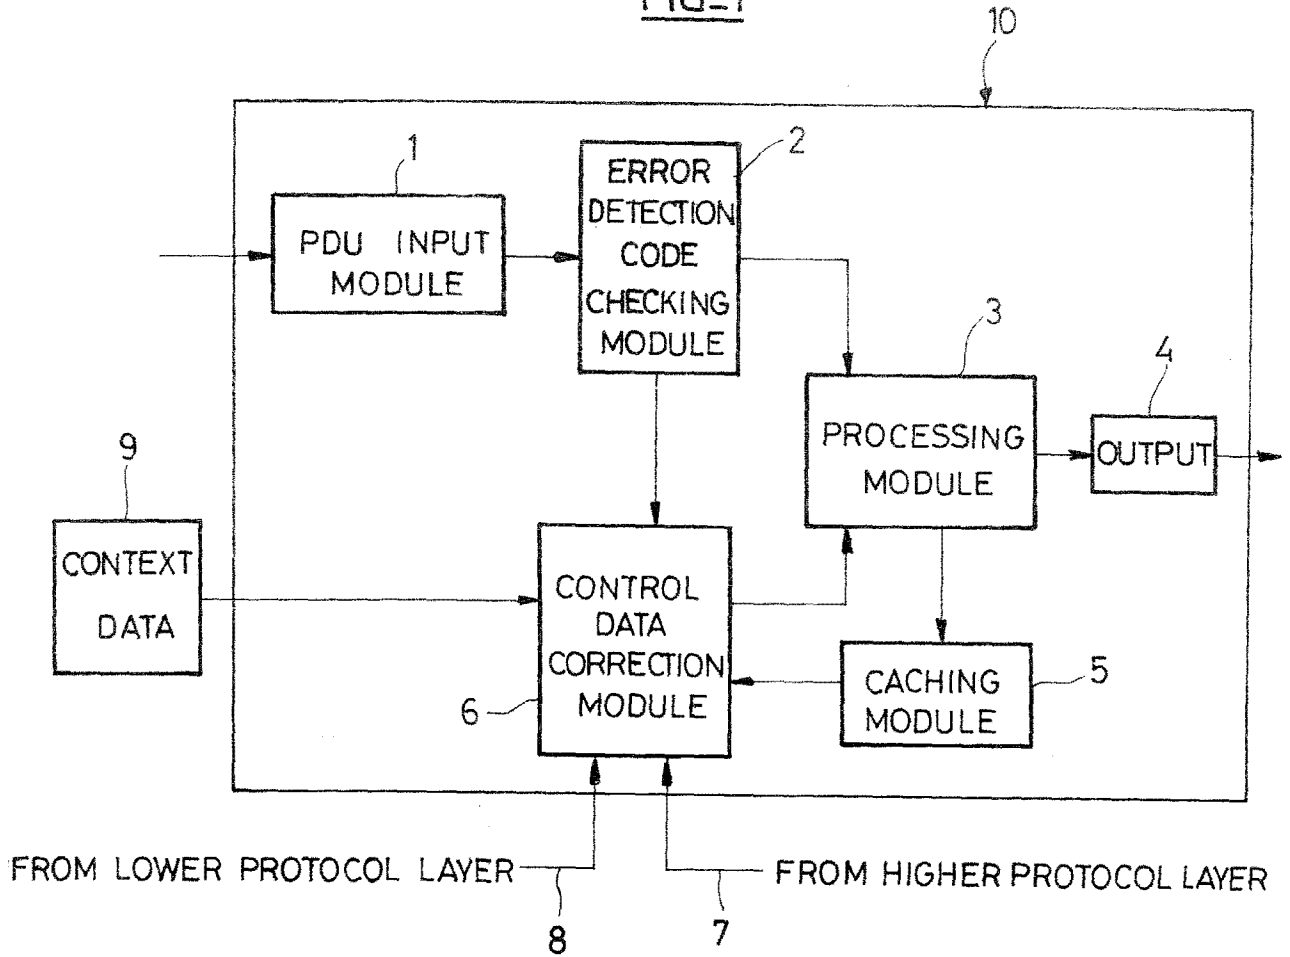 10
1
2
PDU INPUT
MODULE
ERROR
DETECTION
CODE
CHECKING
MODULE
3
4
PROCESSING
MODULE
OUTPUT
9
CONTEXT
DATA
CONTROL
DATA
CORRECTION
MODULE
6
CACHING
MODULE
5
FROM LOWER PROTOCOL LAYER
FROM HIGHER PROTOCOL LAYER
8
7